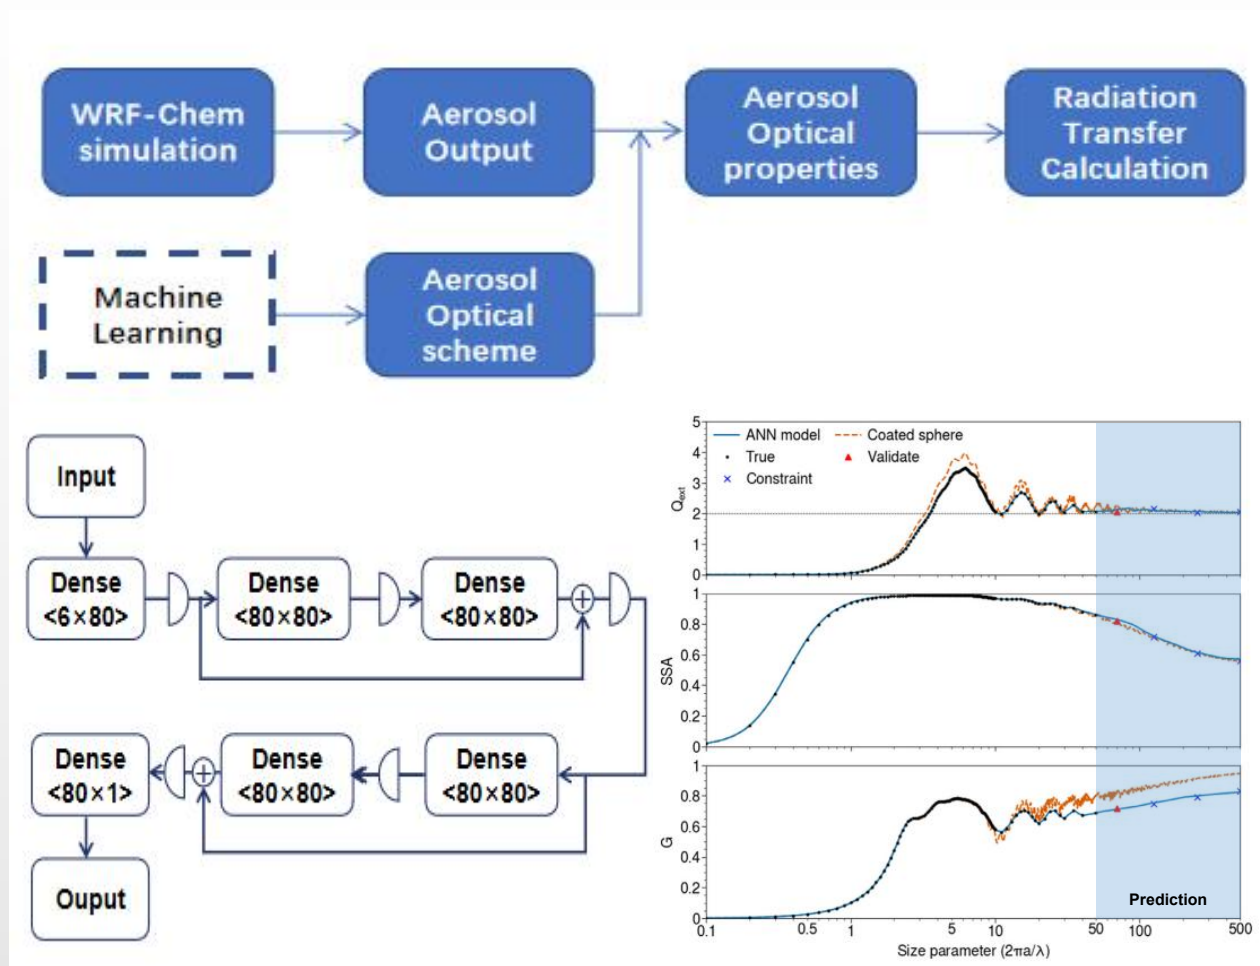 WRF-Chem
simulation
Aerosol
Output
Aerosol
Optical
properties
Radiation
Transfer
Calculation
Machine
Learning
Aerosol
Optical
scheme
Input
Dense
<6×80>
Dense
<80×80>
Dense
<80×80>
Dense
<80×1>
Dense
<80×80>
Dense
<80×80>
Ouput
ANN model
Coated sphere
True
Validate
Constraint
Qext
5
4
3
2
1
0
SSA
1
0.8
0.6
0.4
0.2
0
G
1
0.8
0.6
0.4
0.2
0
Prediction
0.1 0.5 1 5 10 50 100 500
Size parameter (2πa/λ)